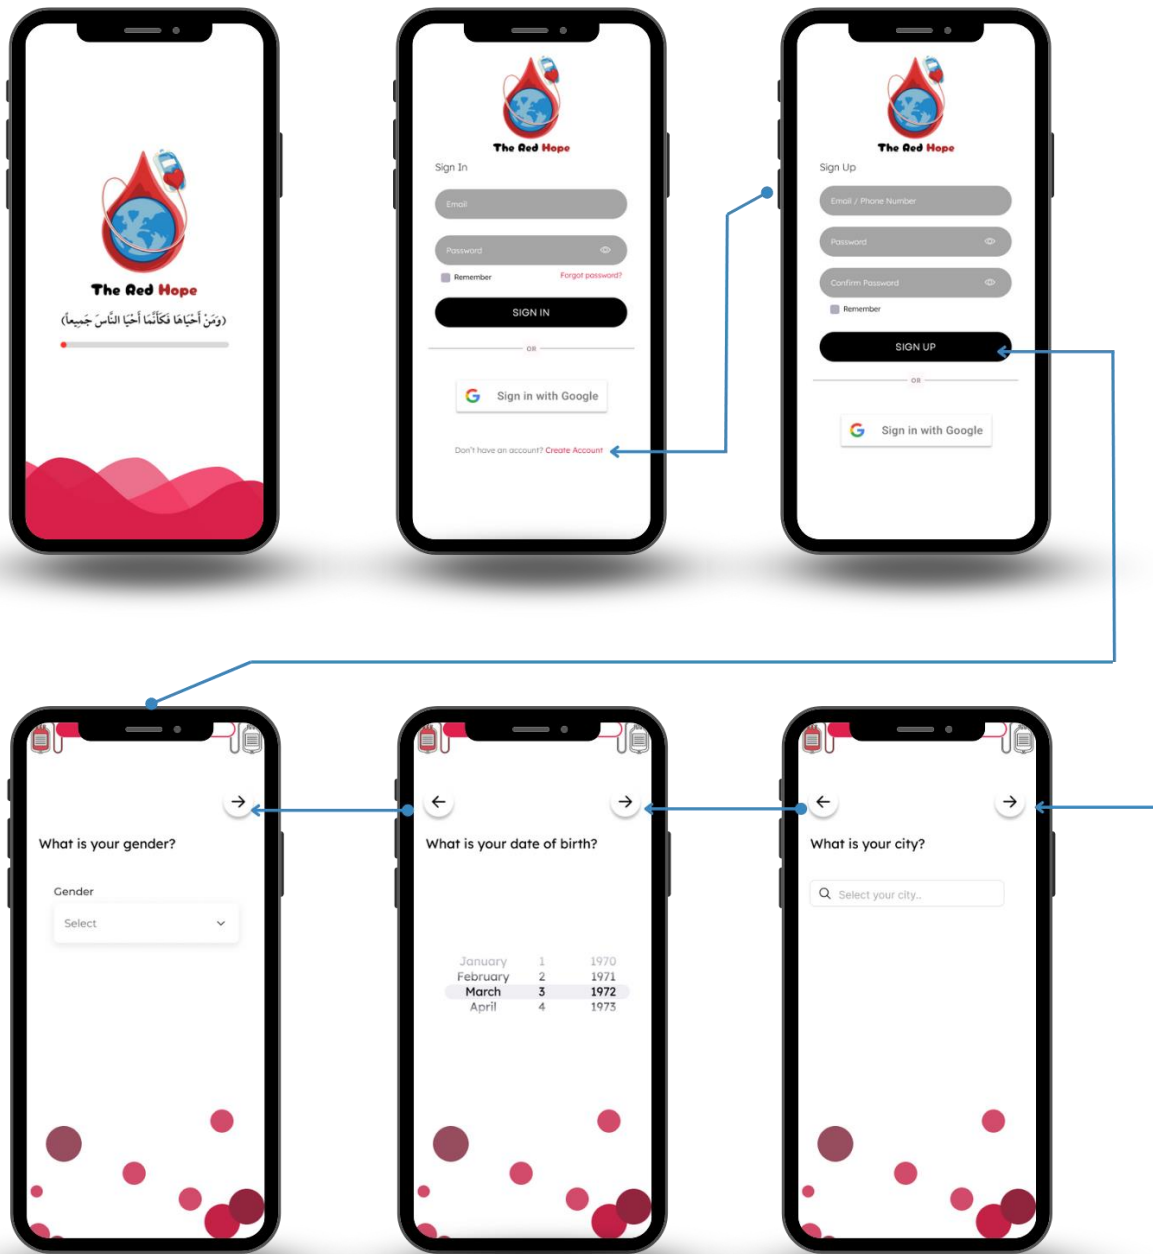 The Red Hope
(وَمَنْ أَحْيَاهَا فَكَأَنَّمَا أَحْيَا النَّاسَ جَمِيعاً)
The Red Hope
Sign In
Email
Password
Remember
Forgot password?
SIGN IN
OR
Sign in with Google
Don't have an account? Create Account
The Red Hope
Sign Up
Email / Phone Number
Password
Confirm Password
Remember
SIGN UP
OR
Sign in with Google
What is your gender?
Gender
Select
What is your date of birth?
January 1 1970
February 2 1971
March 3 1972
April 4 1973
What is your city?
Select your city..